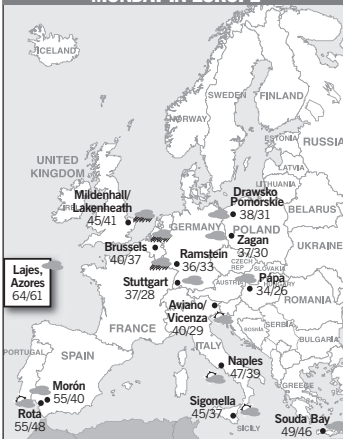 MONDAY IN EUROPE
ICELAND
SWEDEN
FINLAND
NORWAY
ESTONIA
RUSSIA
LATVIA
LITHUANIA
UNITED
KINGDOM
Mildenhall/
Lakenheath
45/41
Drawsko
Pomorskie
38/31
BELARUS
GERMANY
POLAND
Zagan
37/30
UKRAINE
Brussels
40/37
Ramstein
36/33
CZECH
REP
SLOVAKIA
Lajes,
Azores
64/61
Stuttgart
37/28
Pápa
34/26
HUNGARY
ROMANIA
Aviano/
Vicenza
40/29
FRANCE
BOSNIA
SERBIA
BULGARIA
ITALY
PORTUGAL
SPAIN
Naples
47/39
Morón
55/40
GREECE
Rota
55/48
Sigonella
45/37
SICILY
Souda Bay
49/46